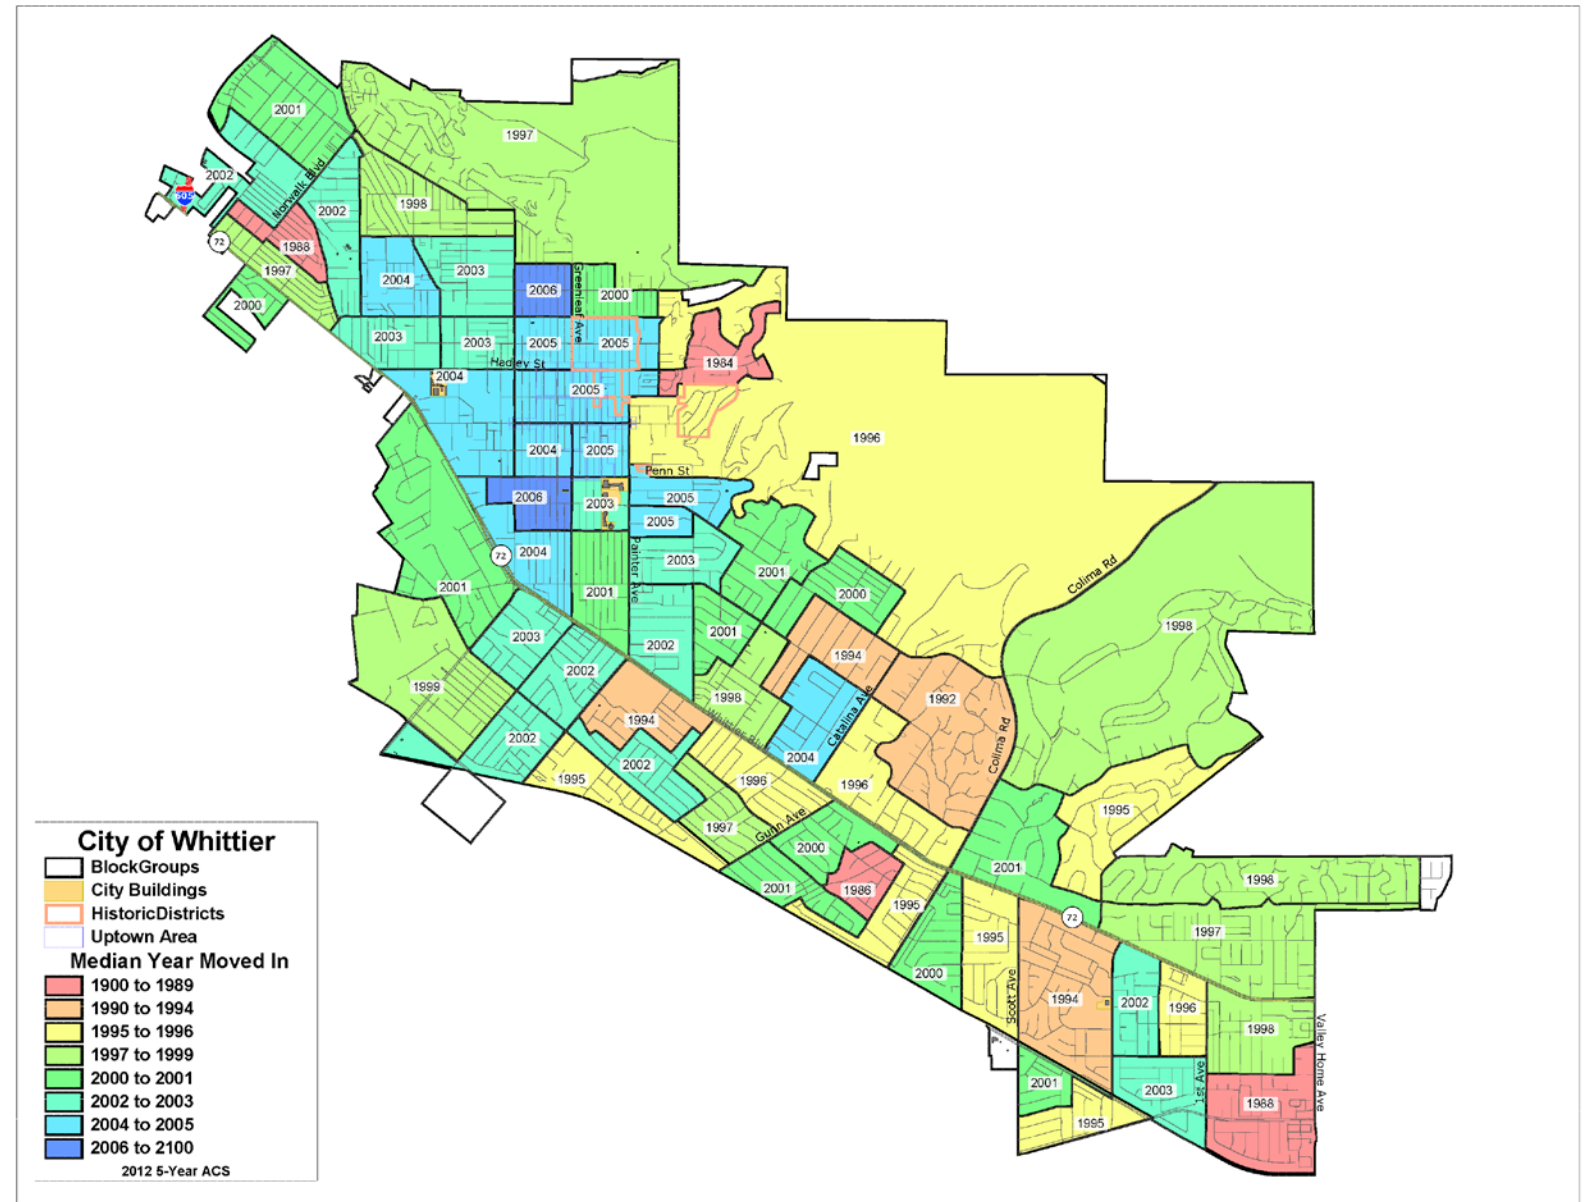 2001
1997
2002
605
Norwalk Blvd
2002
1998
72
1988
1997
2004
2003
2006
Greenleaf Ave
2000
2000
2003
2003
2005
2005
Hadley St
1984
2004
2005
1996
2004
2005
Penn St
2006
2003
2005
2005
72
2004
Painter Ave
2003
2001
2001
2001
2000
Colima Rd
2003
2002
2001
1998
2002
1994
1999
1998
1992
1994
Catalina Ave
Colima Rd
2002
Whittier Blvd
2004
2002
1995
1996
1996
1995
1997
Gunn Ave
2000
2001
2001
1986
1995
1998
72
1997
1995
2000
Scott Ave
1994
2002
1996
1998
Valley Home Ave
2001
2003
1st Ave
1988
1995
City of Whittier
BlockGroups
City Buildings
HistoricDistricts
Uptown Area
Median Year Moved In
1900 to 1989
1990 to 1994
1995 to 1996
1997 to 1999
2000 to 2001
2002 to 2003
2004 to 2005
2006 to 2100
2012 5-Year ACS